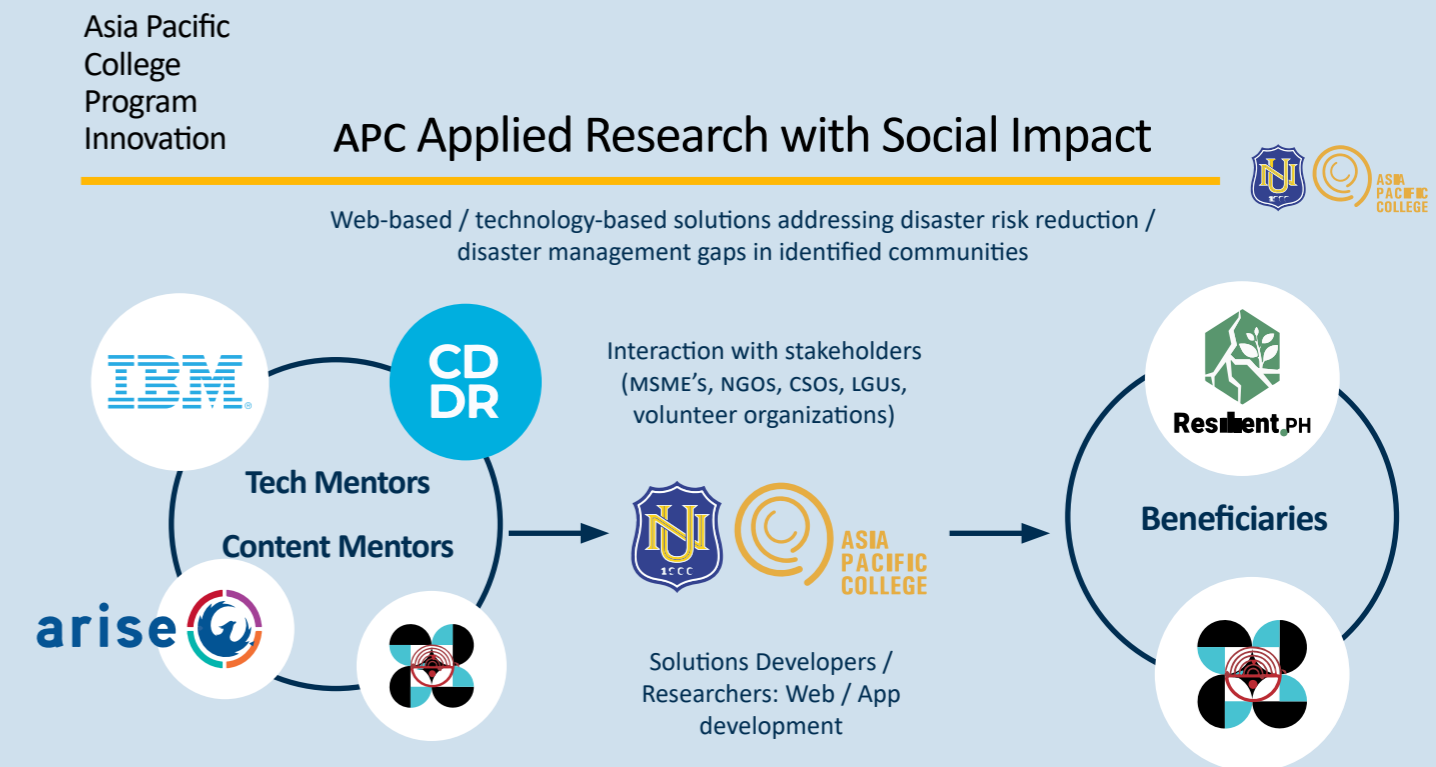 Asia Pacific
College
Program
Innovation
APC Applied Research with Social Impact
ASIA
PACIFIC
COLLEGE
Web-based / technology-based solutions addressing disaster risk reduction /
disaster management gaps in identified communities
IBM
CD
DR
Tech Mentors
Content Mentors
arise
Interaction with stakeholders
(MSME's, NGOs, CSOs, LGUs,
volunteer organizations)
NU
ASIA
PACIFIC
COLLEGE
Solutions Developers /
Researchers: Web / App
development
Resilient.PH
Beneficiaries